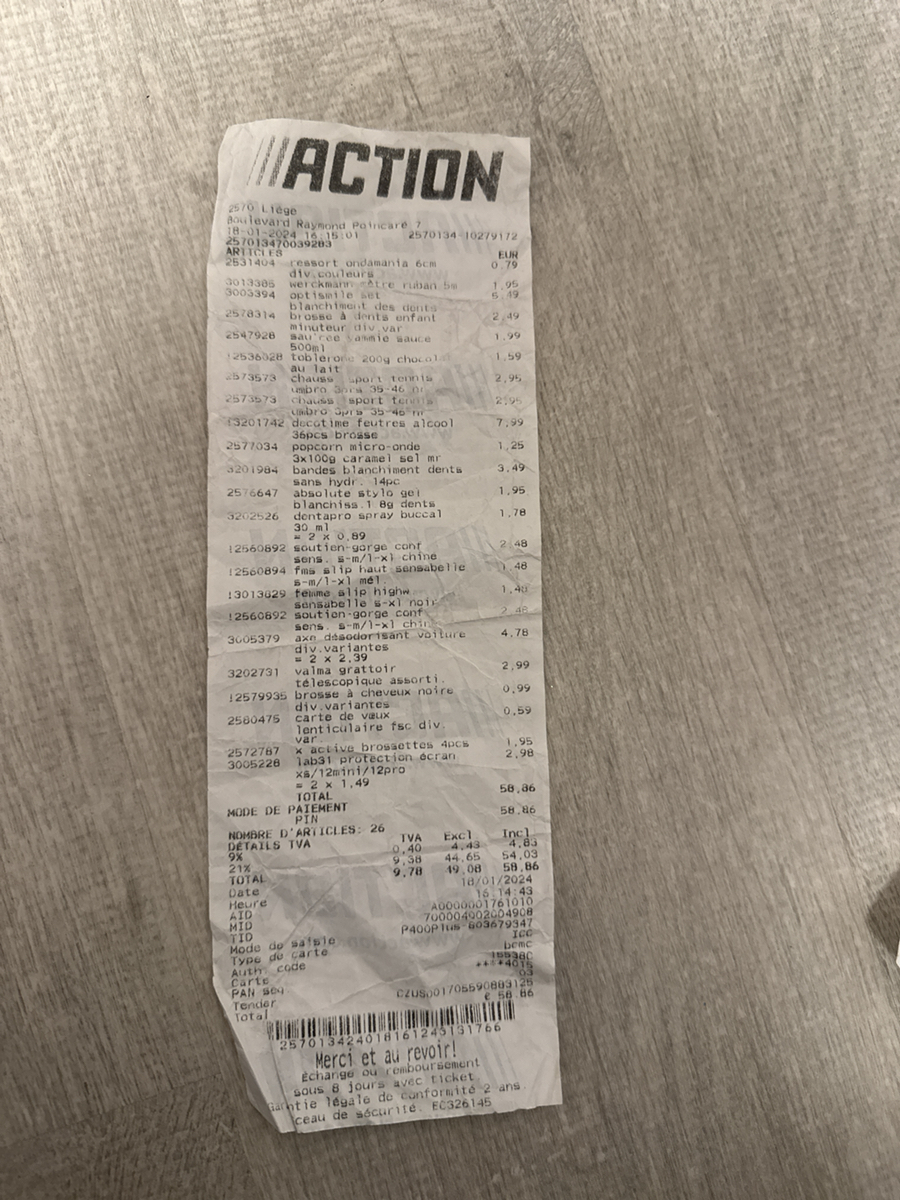 ACTION
2570 Liège
Boulevard Raymond Poincaré 7
18-01-2024 16:15:01 2570134 10279172
257013470039283
ARTICLES EUR
2531404 ressort ondamania 6cm 0,79
div.couleurs
3013385 werckmann mètre ruban 5m 1,95
3003394 optismile set 5,49
blanchiment des dents
2578314 brosse à dents enfant 2,49
minuteur div.var
2547928 sauce 1,99
500ml
12536028 toblerone 200g chocol 1,59
au lait
2573573 chauss sport tennis 2,95
umbro 3prs 35-46 nr
2573573 chauss sport tennis 2,95
umbro 3prs 35-46 nr
13201742 decotime feutres alcool 7,99
36pcs brosse
2577034 popcorn micro-onde 1,25
3x100g caramel sel mr
3201984 bandes blanchiment dents 3,49
sans hydr. 14pc
2576647 absolute stylo gel 1,95
blanchiss.1 8g dents
3202526 dentapro spray buccal 1,78
30 ml
= 2 x 0,89
12560892 soutien-gorge conf 2,48
sens. s-m/l-xl chine
12560894 fms slip haut sensabelle 1,48
s-m/l-xl mél.
13013829 femme slip highw 1,48
sensabelle s-xl noir
12560892 soutien-gorge conf 2,48
sens. s-m/l-xl
3005379 axe désodorisant voiture 4,78
div.variantes
= 2 x 2,39
3202731 valma grattoir 2,99
télescopique assorti.
12579935 brosse à cheveux noire 0,99
div.variantes
2580475 carte de vœux 0,59
lenticulaire fsc div.
var.
2572787 x active brossettes 4pcs 1,95
3005228 lab31 protection écran 2,98
xs/12mini/12pro
= 2 x 1,49
TOTAL 58,86
MODE DE PAIEMENT
PIN 58,86
NOMBRE D'ARTICLES: 26
DÉTAILS TVA TVA Excl Incl
9% 0,40 4,43 4,83
21% 9,38 44,65 54,03
TOTAL 9,78 49,08 58,86
Date 18/01/2024
Heure 16:14:43
AID A0000001761010
MID 700004002004908
TID P400Plus-803679347
Mode de saisie ICC
Type de carte bcmc
Auth. code
Carte
PAN seq 03
Tender CZUS001705590883125
Total € 58.86
2570134240181612431317​66
Merci et au revoir!
Échange ou remboursement
sous 8 jours avec ticket
légale de conformité 2 ans.
de sécurité. EC326145